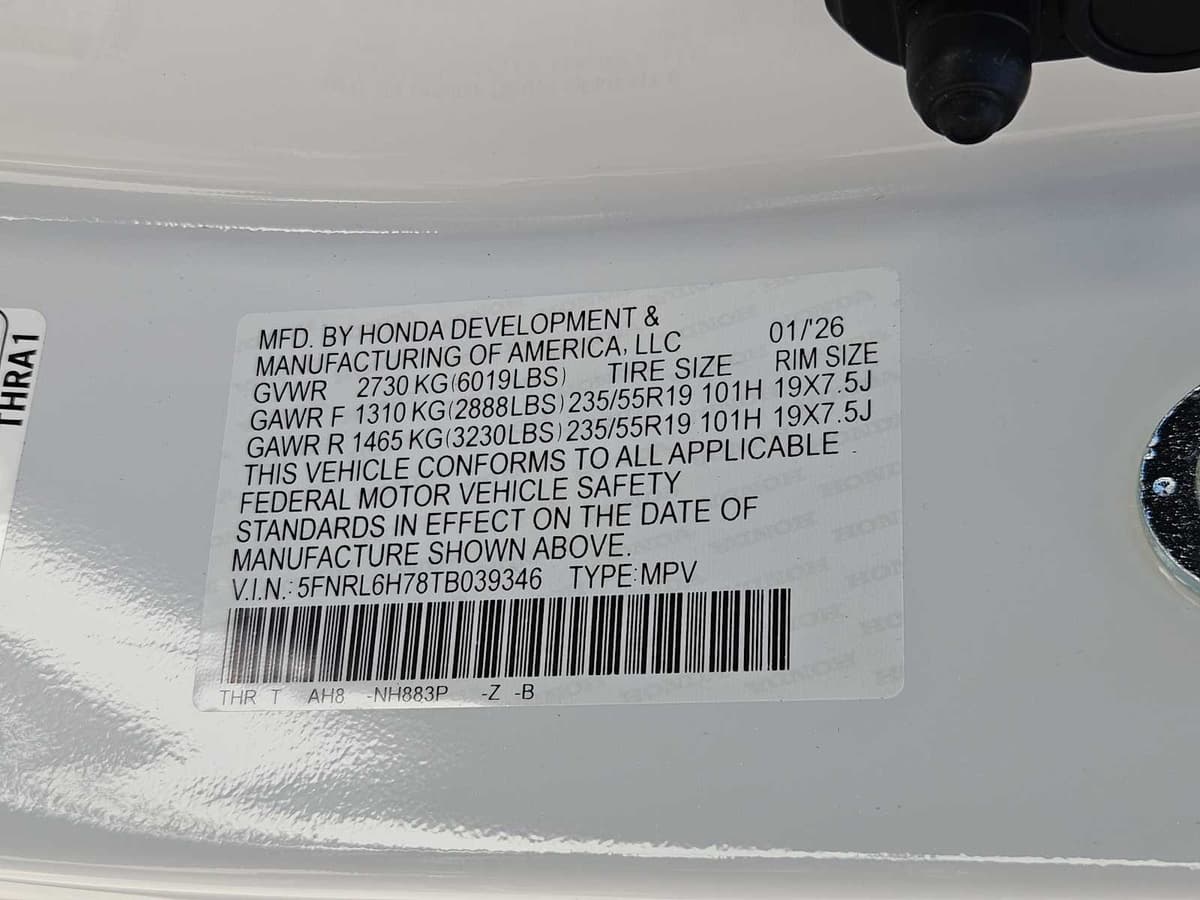 MFD. BY HONDA DEVELOPMENT &
MANUFACTURING OF AMERICA, LLC 01/'26
GVWR 2730 KG(6019LBS) TIRE SIZE RIM SIZE
GAWR F 1310 KG(2888LBS) 235/55R19 101H 19X7.5J
GAWR R 1465 KG(3230LBS) 235/55R19 101H 19X7.5J
THIS VEHICLE CONFORMS TO ALL APPLICABLE
FEDERAL MOTOR VEHICLE SAFETY
STANDARDS IN EFFECT ON THE DATE OF
MANUFACTURE SHOWN ABOVE.
V.I.N.: 5FNRL6H78TB039346 TYPE: MPV
THR T AH8 -NH883P -Z -B
THRA1